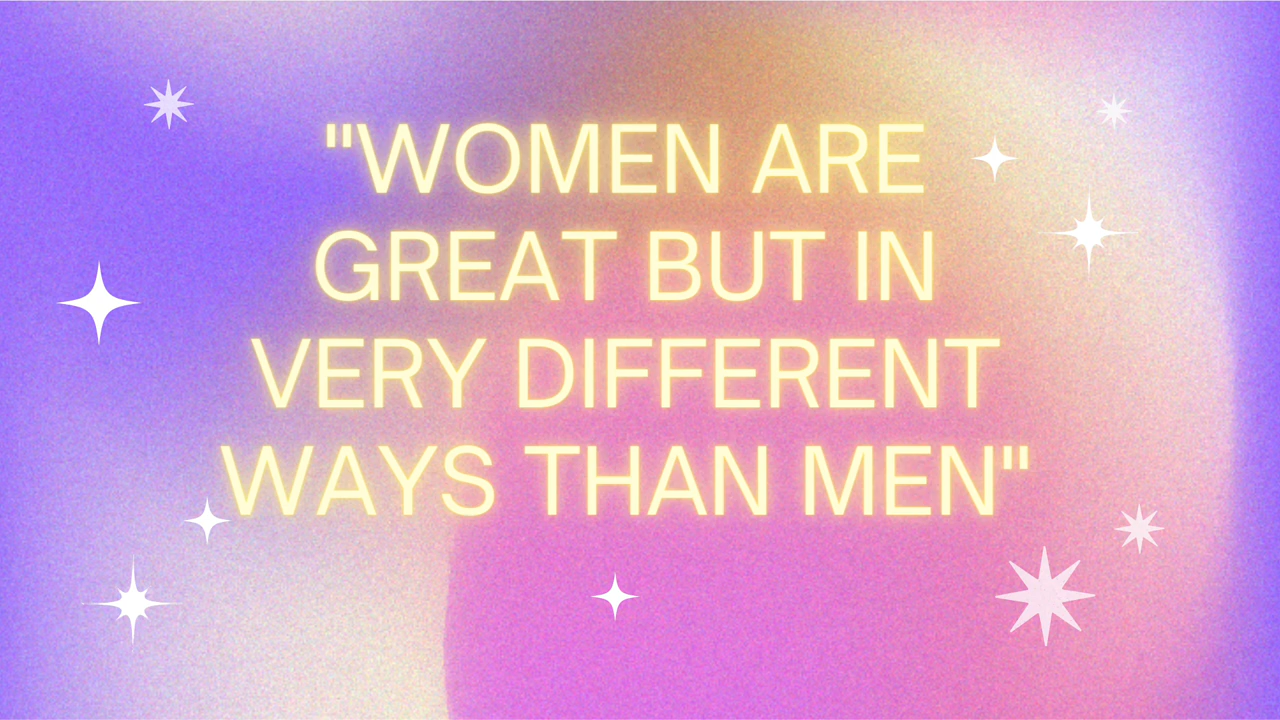 "WOMEN ARE
GREAT BUT IN
VERY DIFFERENT
WAYS THAN MEN"